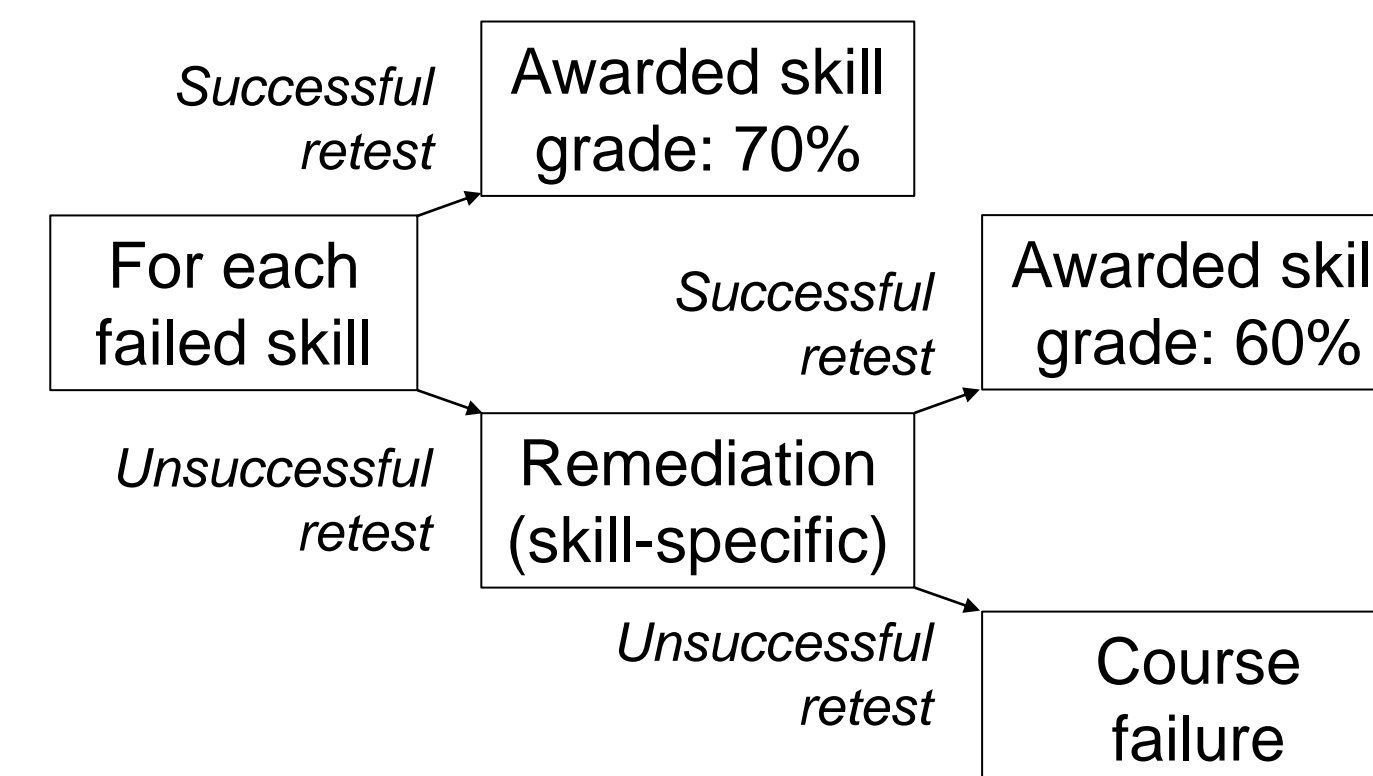 Successful
retest
Awarded skill
grade: 70%
For each
failed skill
Successful
retest
Awarded skil
grade: 60%
Unsuccessful
retest
Remediation
(skill-specific)
Unsuccessful
retest
Course
failure